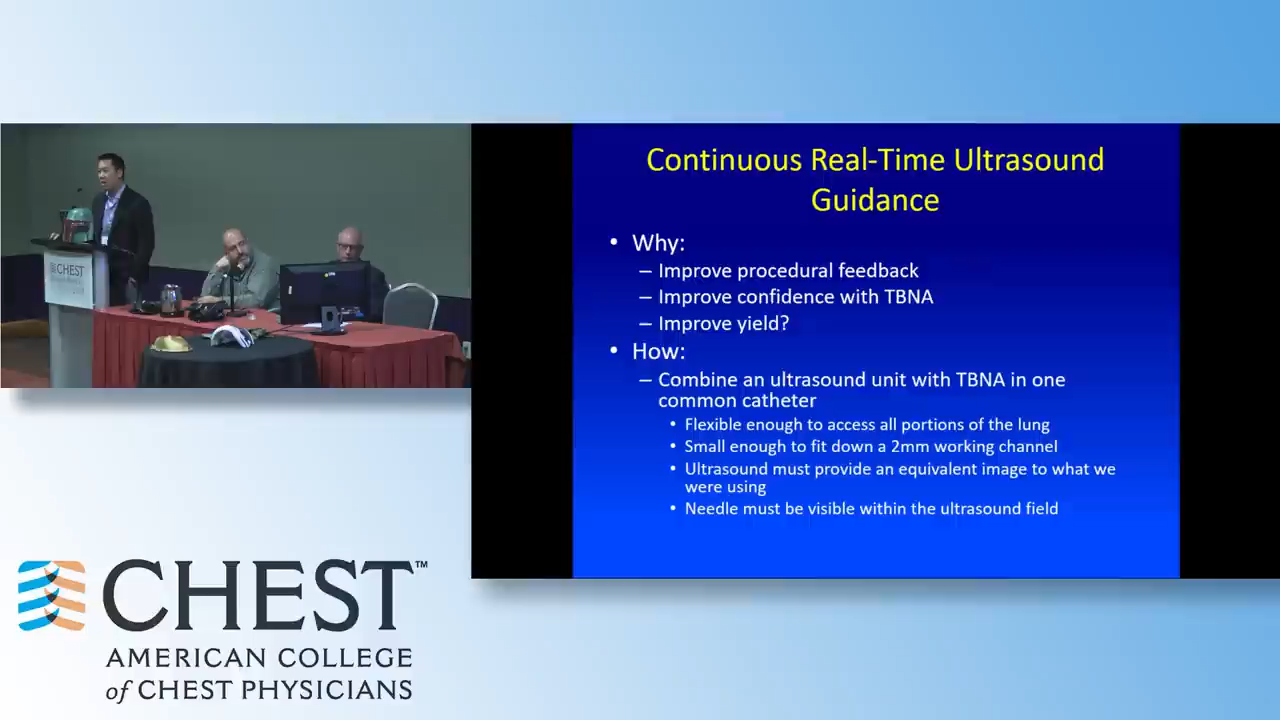 Continuous Real-Time Ultrasound
Guidance
• Why:
– Improve procedural feedback
– Improve confidence with TBNA
– Improve yield?
• How:
– Combine an ultrasound unit with TBNA in one
common catheter
• Flexible enough to access all portions of the lung
• Small enough to fit down a 2mm working channel
• Ultrasound must provide an equivalent image to what we
were using
• Needle must be visible within the ultrasound field
CHEST
CHEST™
AMERICAN COLLEGE
of CHEST PHYSICIANS